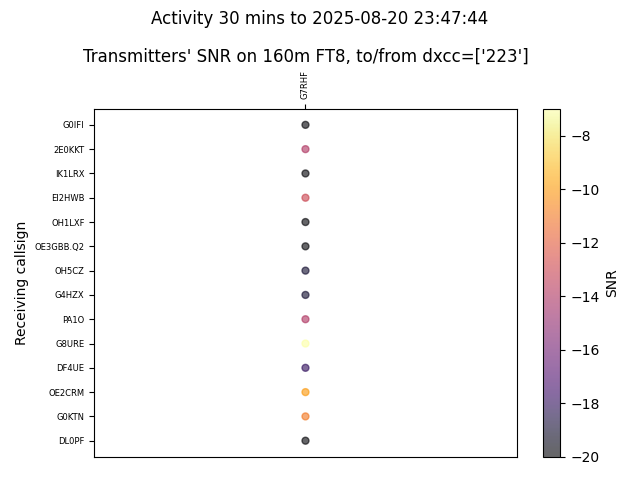 Activity 30 mins to 2025-08-20 23:47:44
Transmitters' SNR on 160m FT8, to/from dxcc=['223']
G7RHF
G0IFI
2E0KKT
IK1LRX
EI2HWB
OH1LXF
OE3GBB.Q2
OH5CZ
G4HZX
PA1O
G8URE
DF4UE
OE2CRM
G0KTN
DL0PF
Receiving callsign
−8
−10
−12
−14
−16
−18
−20
SNR